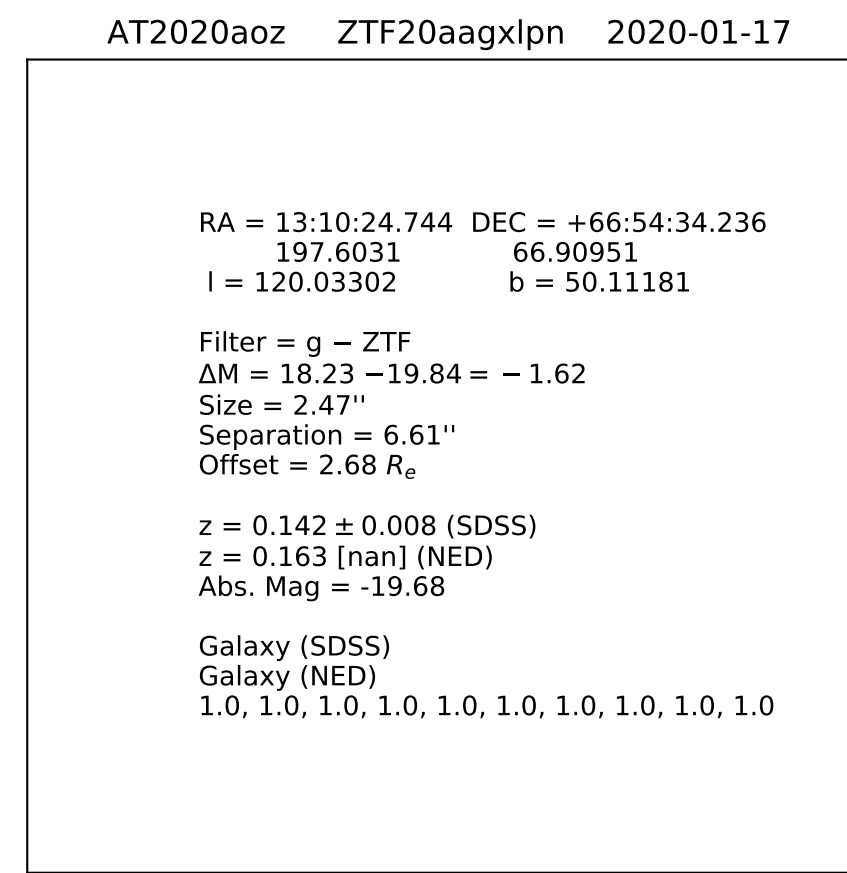 AT2020aoz ZTF20aagxlpn 2020-01-17
RA = 13:10:24.744 DEC = +66:54:34.236
197.6031 66.90951
l = 120.03302 b = 50.11181
Filter = g − ZTF
ΔM = 18.23 −19.84 = − 1.62
Size = 2.47''
Separation = 6.61''
Offset = 2.68 Rₑ
z = 0.142 ± 0.008 (SDSS)
z = 0.163 [nan] (NED)
Abs. Mag = -19.68
Galaxy (SDSS)
Galaxy (NED)
1.0, 1.0, 1.0, 1.0, 1.0, 1.0, 1.0, 1.0, 1.0, 1.0